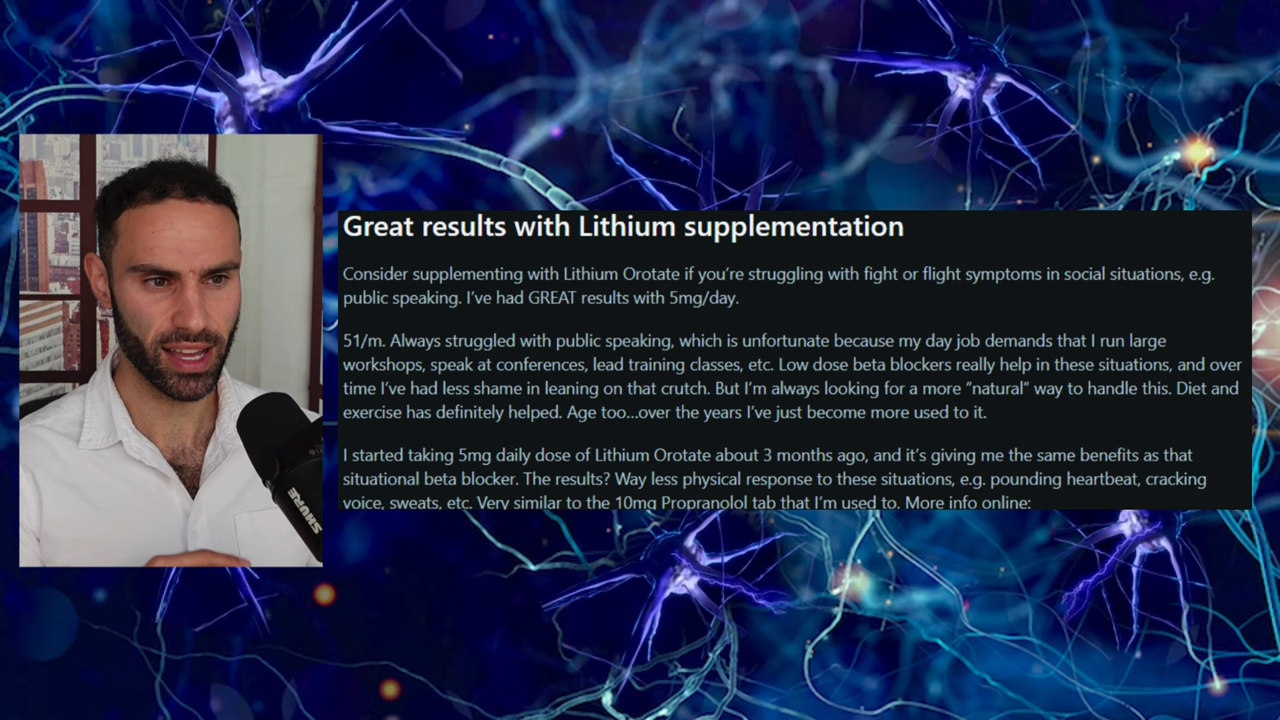 Great results with Lithium supplementation
Consider supplementing with Lithium Orotate if you're struggling with fight or flight symptoms in social situations, e.g.
public speaking. I've had GREAT results with 5mg/day.
51/m. Always struggled with public speaking, which is unfortunate because my day job demands that I run large
workshops, speak at conferences, lead training classes, etc. Low dose beta blockers really help in these situations, and over
time I've had less shame in leaning on that crutch. But I'm always looking for a more "natural" way to handle this. Diet and
exercise has definitely helped. Age too...over the years I've just become more used to it.
I started taking 5mg daily dose of Lithium Orotate about 3 months ago, and it's giving me the same benefits as that
situational beta blocker. The results? Way less physical response to these situations, e.g. pounding heartbeat, cracking
voice, sweats, etc. Very similar to the 10mg Propranolol tab that I'm used to. More info online:
SHURE